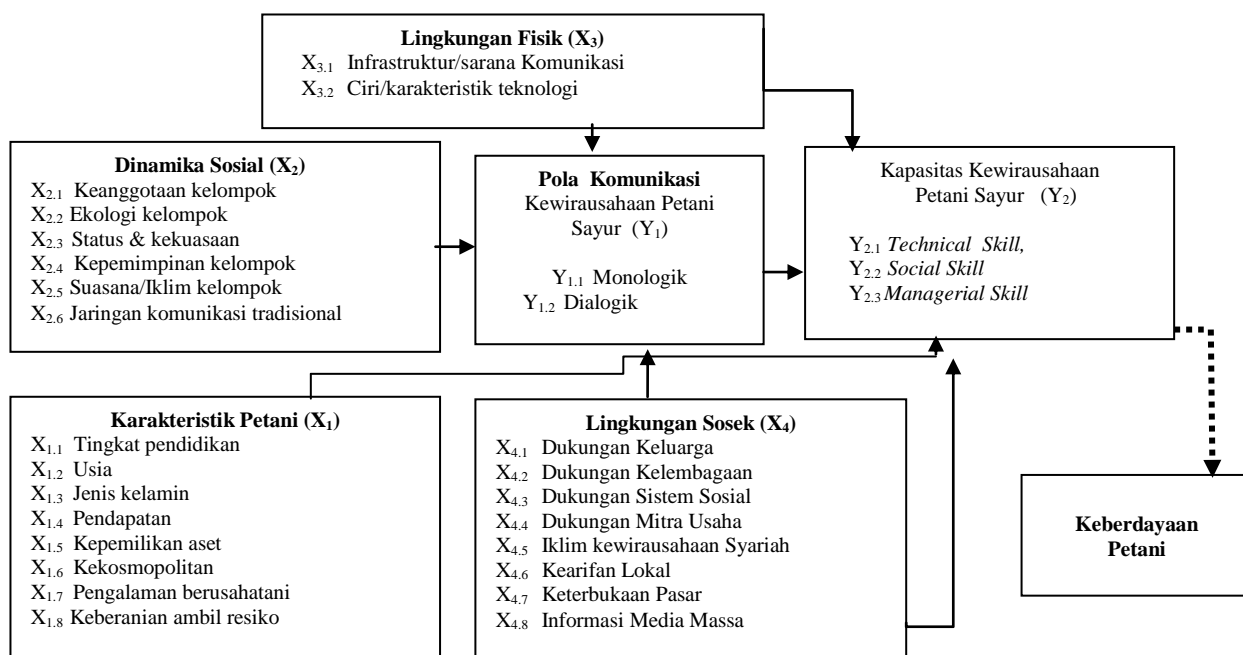 Lingkungan Fisik (X3)
X3.1 Infrastruktur/sarana Komunikasi
X3.2 Ciri/karakteristik teknologi
Dinamika Sosial (X2)
X2.1 Keanggotaan kelompok
X2.2 Ekologi kelompok
X2.3 Status & kekuasaan
X2.4 Kepemimpinan kelompok
X2.5 Suasana/Iklim kelompok
X2.6 Jaringan komunikasi tradisional
Pola Komunikasi
Kewirausahaan Petani
Sayur (Y1)
Y1.1 Monologik
Y1.2 Dialogik
Kapasitas Kewirausahaan
Petani Sayur (Y2)
Y2.1 Technical Skill,
Y2.2 Social Skill
Y2.3 Managerial Skill
Karakteristik Petani (X1)
X1.1 Tingkat pendidikan
X1.2 Usia
X1.3 Jenis kelamin
X1.4 Pendapatan
X1.5 Kepemilikan aset
X1.6 Kekosmopolitan
X1.7 Pengalaman berusahatani
X1.8 Keberanian ambil resiko
Lingkungan Sosek (X4)
X4.1 Dukungan Keluarga
X4.2 Dukungan Kelembagaan
X4.3 Dukungan Sistem Sosial
X4.4 Dukungan Mitra Usaha
X4.5 Iklim kewirausahaan Syariah
X4.6 Kearifan Lokal
X4.7 Keterbukaan Pasar
X4.8 Informasi Media Massa
Keberdayaan
Petani